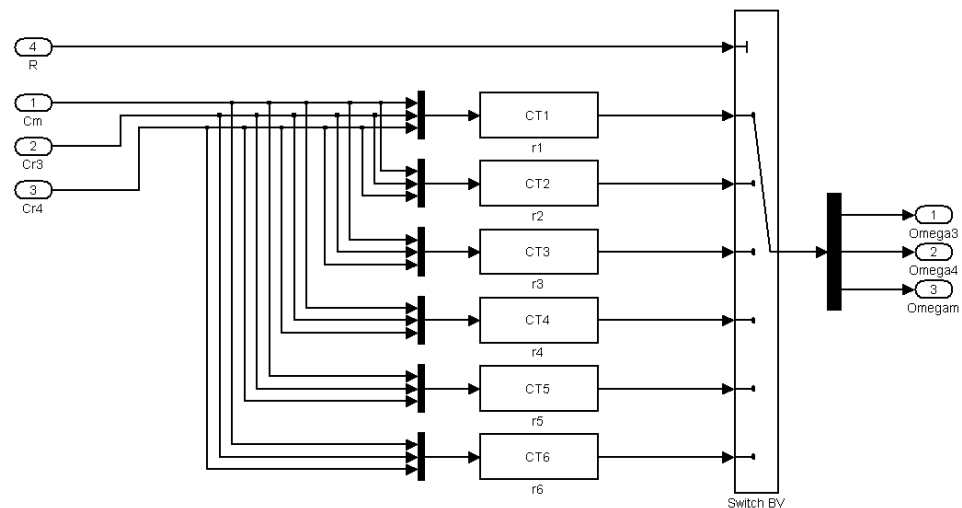 4
R
1
Cm
2
Cr3
3
Cr4
CT1
r1
CT2
r2
CT3
r3
CT4
r4
CT5
r5
CT6
r6
Switch BV
1
Omega3
2
Omega4
3
Omegam